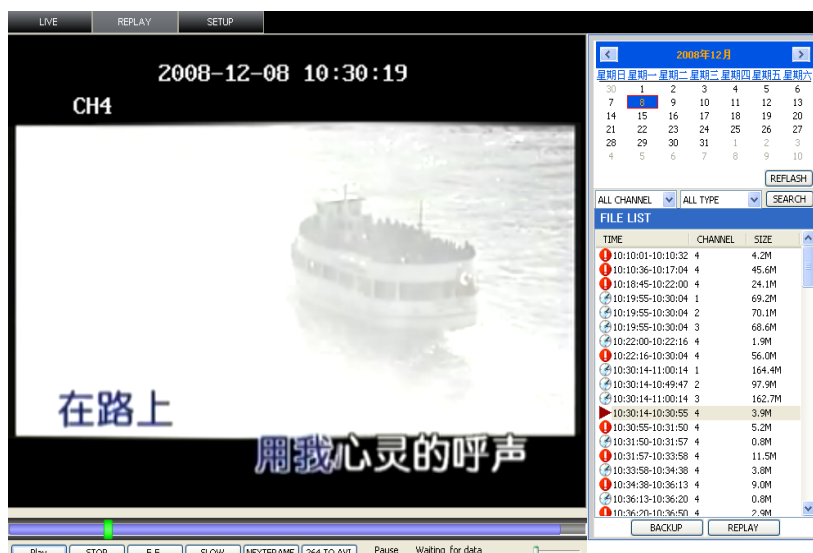 LIVE REPLAY SETUP
2008-12-08 10:30:19
CH4
在路上
用我心灵的呼声
2008年12月
星期日 星期一 星期二 星期三 星期四 星期五 星期六
30 1 2 3 4 5 6
7 8 9 10 11 12 13
14 15 16 17 18 19 20
21 22 23 24 25 26 27
28 29 30 31 1 2 3
4 5 6 7 8 9 10
REFLASH
ALL CHANNEL ALL TYPE SEARCH
FILE LIST
TIME CHANNEL SIZE
10:10:01-10:10:32 4 4.2M
10:10:36-10:17:04 4 45.6M
10:18:45-10:22:00 4 24.1M
10:19:55-10:30:04 1 69.2M
10:19:55-10:30:04 2 70.1M
10:19:55-10:30:04 3 68.6M
10:22:00-10:22:16 4 1.9M
10:22:16-10:30:04 4 56.0M
10:30:14-11:00:14 1 164.4M
10:30:14-10:49:47 2 97.9M
10:30:14-11:00:14 3 162.7M
10:30:14-10:30:55 4 3.9M
10:30:55-10:31:50 4 5.2M
10:31:50-10:31:57 4 0.8M
10:31:57-10:33:58 4 11.5M
10:33:58-10:34:38 4 3.8M
10:34:38-10:36:13 4 9.0M
10:36:13-10:36:20 4 0.8M
10:36:20-10:36:50 4 2.9M
BACKUP REPLAY
Play STOP F.F SLOW NEXTFRAME 264 TO AVI Pause Waiting for data